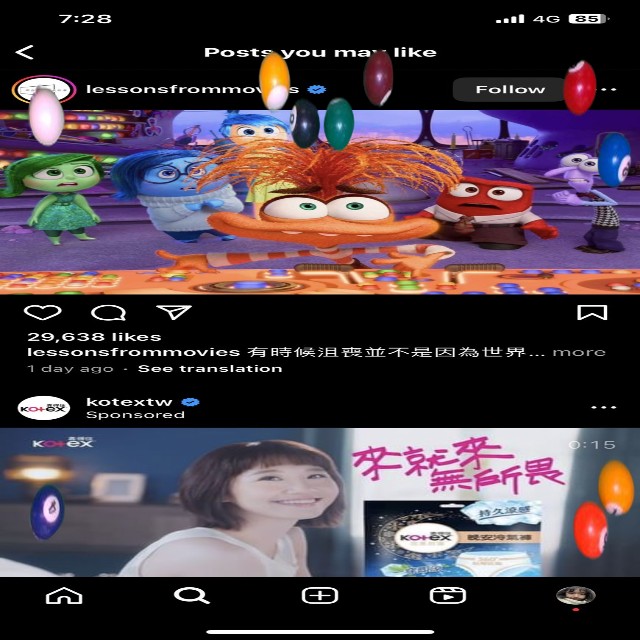 7:28
4G 85
Posts you may like
lessonsfrommovies
Follow
29,638 likes
lessonsfrommovies 有時候沮喪並不是因為世界... more
1 day ago · See translation
kotex
kotextw
Sponsored
kotex
0:15
來就來
無所畏
持久涼感
kotex
晚安冷氣褲